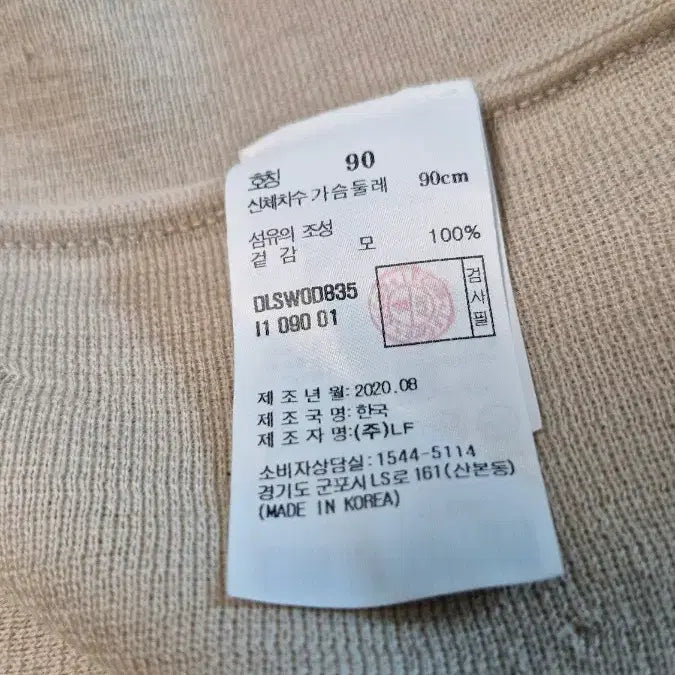 호칭 90
신체치수 가슴둘레 90cm
섬유의 조성
겉 감 모 100%
DLSW0D835
I1 090 01
검사필
제 조 년 월: 2020.08
제 조 국 명: 한국
제 조 자 명:(주)LF
소비자상담실: 1544-5114
경기도 군포시 LS로 161(산본동)
(MADE IN KOREA)